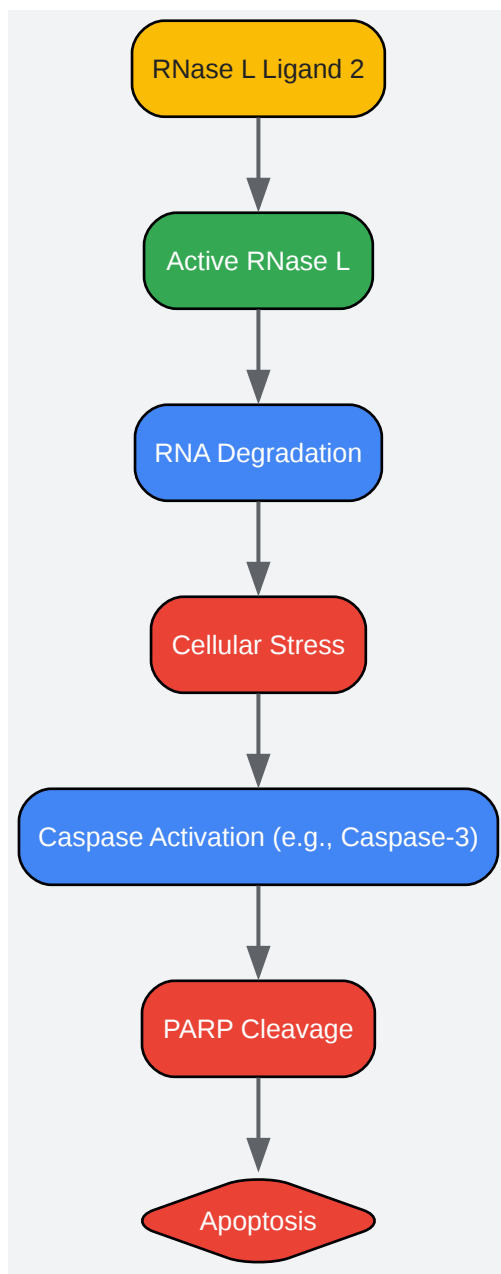 RNase L Ligand 2
Active RNase L
RNA Degradation
Cellular Stress
Caspase Activation (e.g., Caspase-3)
PARP Cleavage
Apoptosis